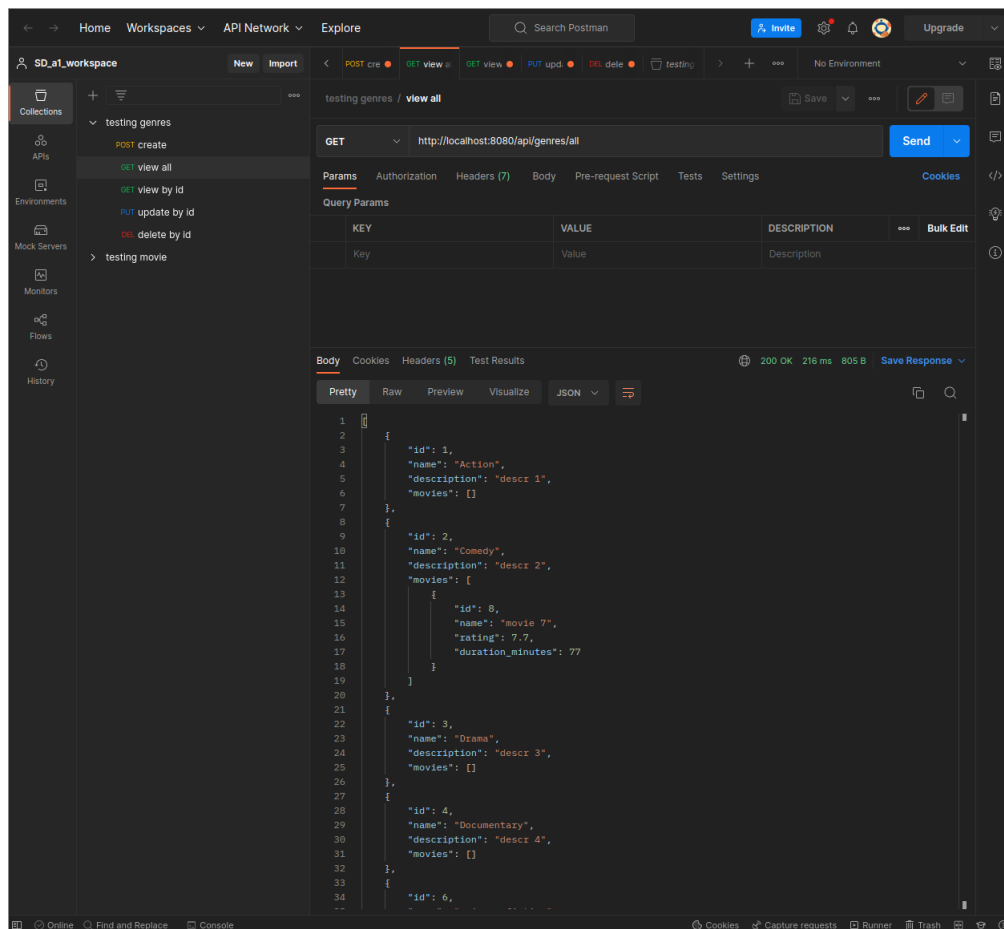 Home Workspaces API Network Explore Search Postman Invite Upgrade
SD_a1_workspace New Import
POST cre GET view a GET view PUT upd. DEL dele testing No Environment
Collections
APIs
Environments
Mock Servers
Monitors
Flows
History
testing genres
POST create
GET view all
GET view by id
PUT update by id
DEL delete by id
testing movie
testing genres / view all Save
GET http://localhost:8080/api/genres/all Send
Params Authorization Headers (7) Body Pre-request Script Tests Settings Cookies
Query Params
KEY VALUE DESCRIPTION Bulk Edit
Key Value Description
Body Cookies Headers (5) Test Results 200 OK 216 ms 805 B Save Response
Pretty Raw Preview Visualize JSON
1 [
2 {
3 "id": 1,
4 "name": "Action",
5 "description": "descr 1",
6 "movies": []
7 },
8 {
9 "id": 2,
10 "name": "Comedy",
11 "description": "descr 2",
12 "movies": [
13 {
14 "id": 8,
15 "name": "movie 7",
16 "rating": 7.7,
17 "duration_minutes": 77
18 }
19 ]
20 },
21 {
22 "id": 3,
23 "name": "Drama",
24 "description": "descr 3",
25 "movies": []
26 },
27 {
28 "id": 4,
29 "name": "Documentary",
30 "description": "descr 4",
31 "movies": []
32 },
33 {
34 "id": 6,
Online Find and Replace Console Cookies Capture requests Runner Trash